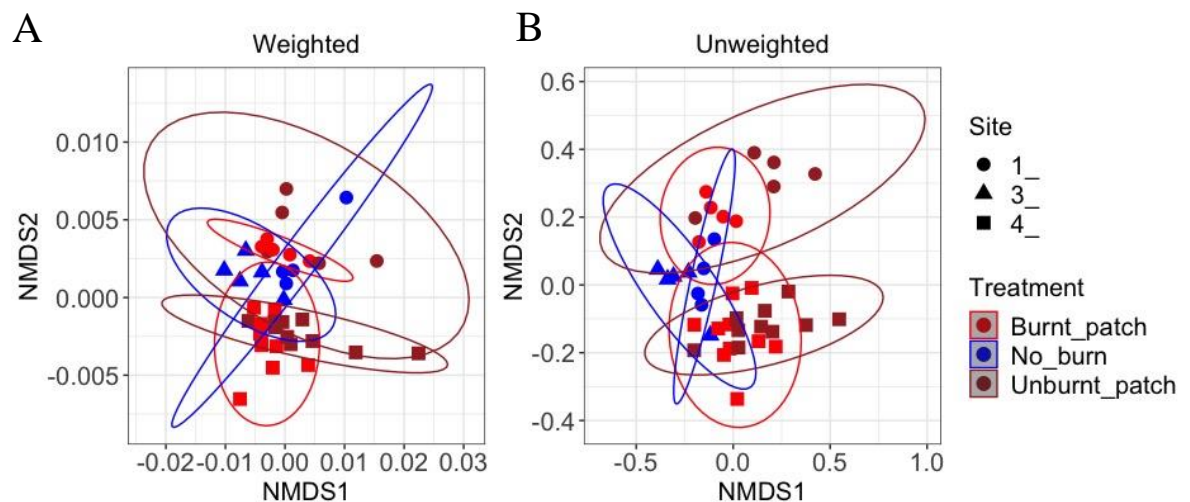 A
B
Weighted
Unweighted
0.010
0.005
0.000
-0.005
NMDS2
-0.02 -0.01 0.00 0.01 0.02 0.03
NMDS1
0.6
0.4
0.2
0.0
-0.2
-0.4
NMDS2
-0.5 0.0 0.5 1.0
NMDS1
Site
1_
3_
4_
Treatment
Burnt_patch
No_burn
Unburnt_patch